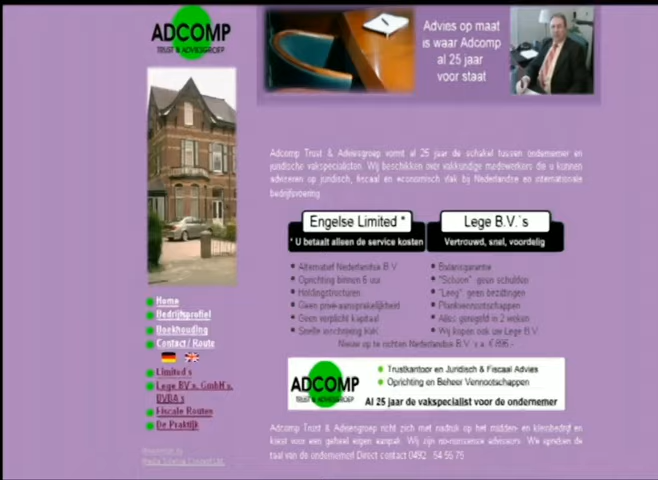 ADCOMP
TRUST & ADVIESGROEP
Advies op maat
is waar Adcomp
al 25 jaar
voor staat
Adcomp Trust & Adviesgroep vormt al 25 jaar de schakel tussen ondernemer en
juridische vakspecialisten. Wij beschikken over vakkundige medewerkers die u kunnen
adviseren op juridisch, fiscaal en economisch vlak bij Nederlandse en internationale
bedrijfsvoering
Engelse Limited *
* U betaalt alleen de service kosten
Lege B.V.`s
Vertrouwd, snel, voordelig
Alternatief Nederlandse B.V.
Oprichting binnen 6 uur
Holdingstructuren
Geen privé-aansprakelijkheid
Geen verplicht kapitaal
Snelle inschrijving KvK
Balansgarantie
"Schoon" geen schulden
"Leeg" geen bezittingen
Plankvennootschappen
Alles geregeld in 2 weken
Wij kopen ook uw Lege B.V.
Nieuw op te richten Nederlandse B.V.'s a € 895,-
Home
Bedrijfsprofiel
Boekhouding
Contact / Route
Limited's
Lege BV's, GmbH's,
BVBA's
Fiscale Routes
De Praktijk
ADCOMP
TRUST & ADVIESGROEP
Trustkantoor en Juridisch & Fiscaal Advies
Oprichting en Beheer Vennootschappen
Al 25 jaar de vakspecialist voor de ondernemer
Adcomp Trust & Adviesgroep richt zich met nadruk op het midden- en kleinbedrijf en
kiest voor een geheel eigen aanpak. Wij zijn no-nonsense adviseurs. We spreken de
taal van de ondernemer! Direct contact 0492 - 54 55 75